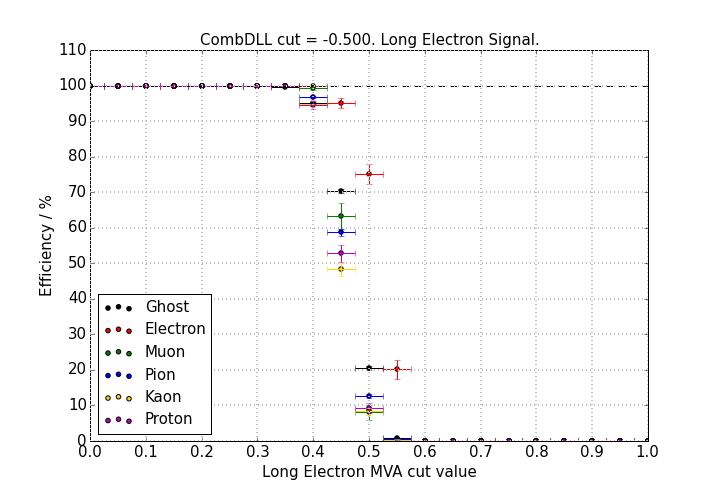 CombDLL cut = -0.500. Long Electron Signal.
110
100
90
80
70
60
50
40
30
20
10
0
Efficiency / %
Ghost
Electron
Muon
Pion
Kaon
Proton
0.0 0.1 0.2 0.3 0.4 0.5 0.6 0.7 0.8 0.9 1.0
Long Electron MVA cut value